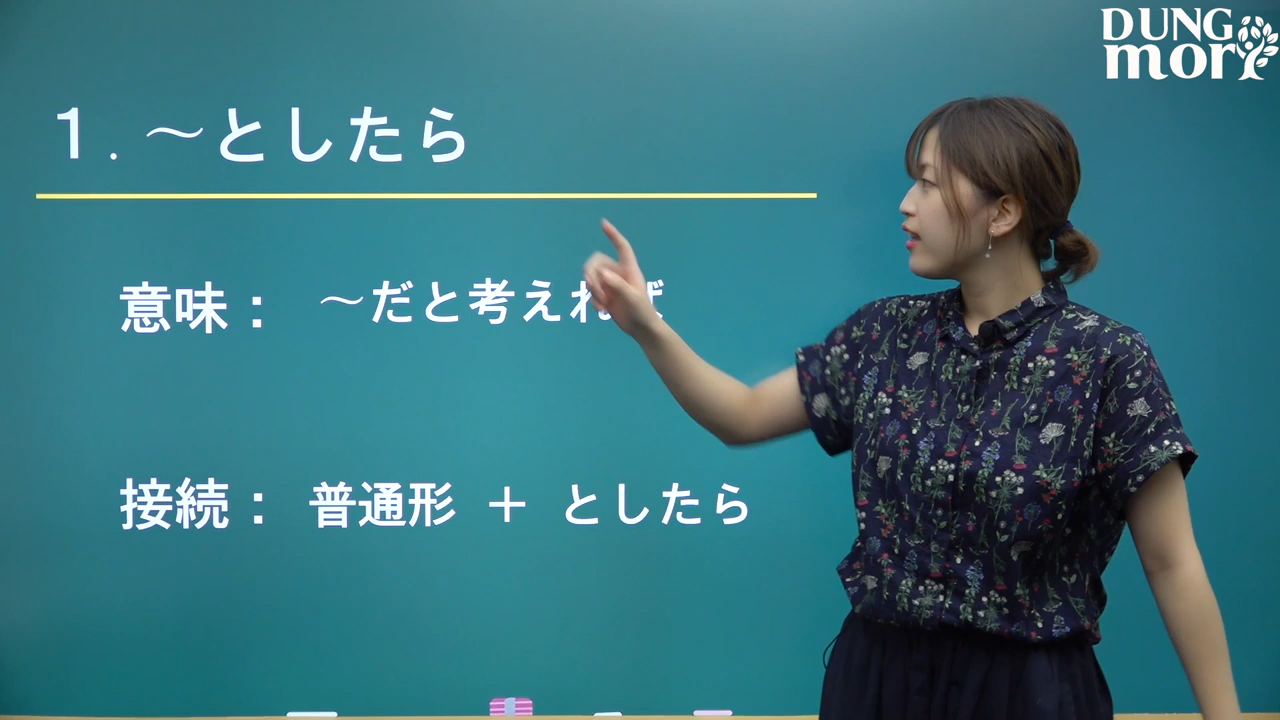 DUNG
mori
1. ～としたら
意味： ～だと考えれば
接続： 普通形 ＋ としたら